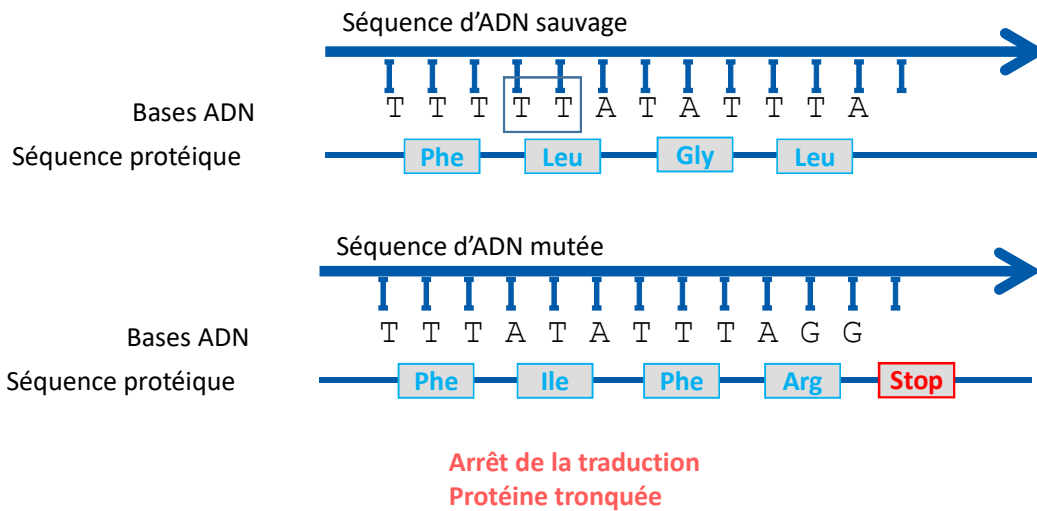 Séquence d’ADN sauvage
Bases ADN T T T T T A T A T T T A
Séquence protéique Phe Leu Gly Leu
Séquence d’ADN mutée
Bases ADN T T T A T A T T T A G G
Séquence protéique Phe Ile Phe Arg Stop
Arrêt de la traduction
Protéine tronquée